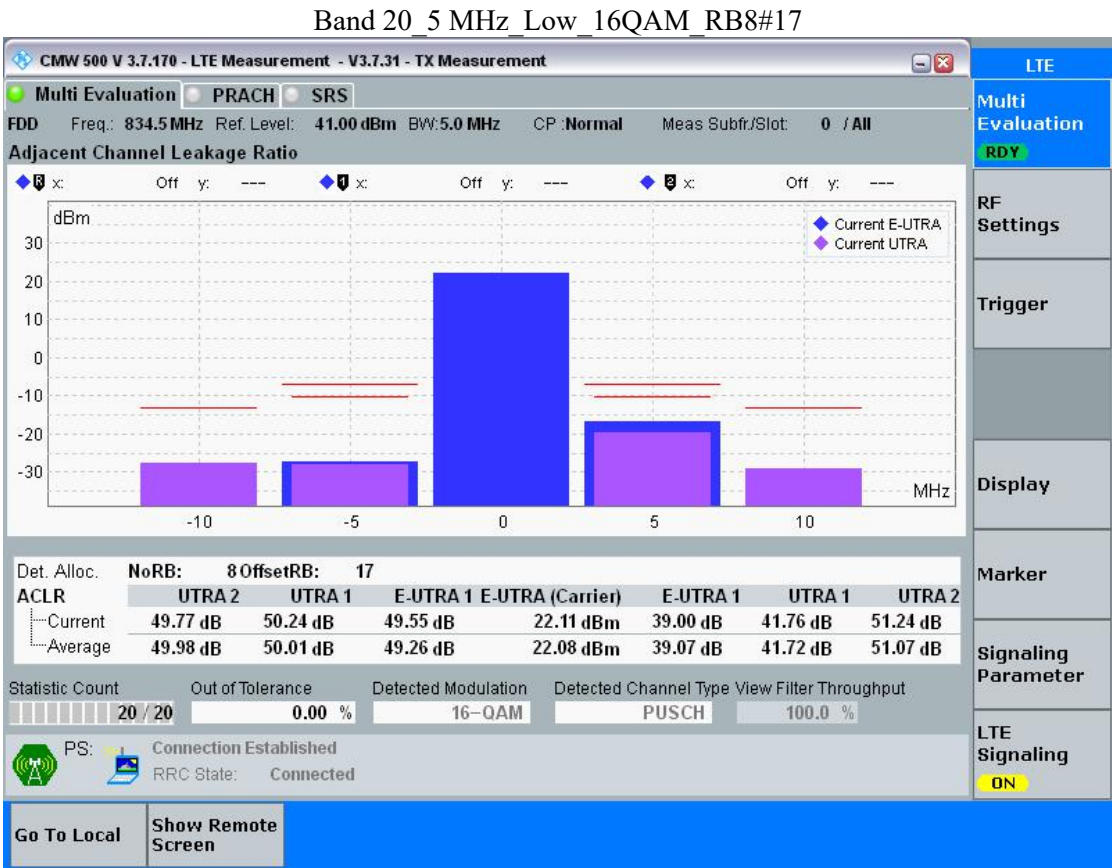 Band 20_5 MHz_Low_16QAM_RB8#17
CMW 500 V 3.7.170 - LTE Measurement - V3.7.31 - TX Measurement
Multi Evaluation PRACH SRS
FDD Freq.: 834.5 MHz Ref. Level: 41.00 dBm BW: 5.0 MHz CP : Normal Meas Subfr./Slot: 0 / All
Adjacent Channel Leakage Ratio
R x: Off y: --- 1 x: Off y: --- 2 x: Off y: ---
dBm
Current E-UTRA
Current UTRA
30
20
10
0
-10
-20
-30
MHz
-10 -5 0 5 10
Det. Alloc. NoRB: 8 OffsetRB: 17
ACLR UTRA 2 UTRA 1 E-UTRA 1 E-UTRA (Carrier) E-UTRA 1 UTRA 1 UTRA 2
Current 49.77 dB 50.24 dB 49.55 dB 22.11 dBm 39.00 dB 41.76 dB 51.24 dB
Average 49.98 dB 50.01 dB 49.26 dB 22.08 dBm 39.07 dB 41.72 dB 51.07 dB
Statistic Count Out of Tolerance Detected Modulation Detected Channel Type View Filter Throughput
20 / 20 0.00 % 16-QAM PUSCH 100.0 %
PS: Connection Established
RRC State: Connected
LTE
Multi
Evaluation
RDY
RF
Settings
Trigger
Display
Marker
Signaling
Parameter
LTE
Signaling
ON
Go To Local
Show Remote
Screen